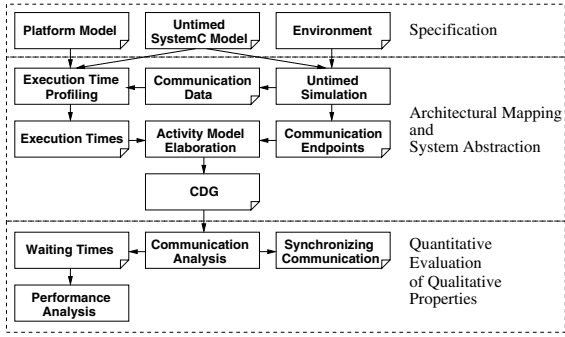 Platform Model
Untimed
SystemC Model
Environment
Specification
Execution Time
Profiling
Communication
Data
Untimed
Simulation
Execution Times
Activity Model
Elaboration
Communication
Endpoints
Architectural Mapping
and
System Abstraction
CDG
Waiting Times
Communication
Analysis
Synchronizing
Communication
Quantitative
Evaluation
of Qualitative
Properties
Performance
Analysis